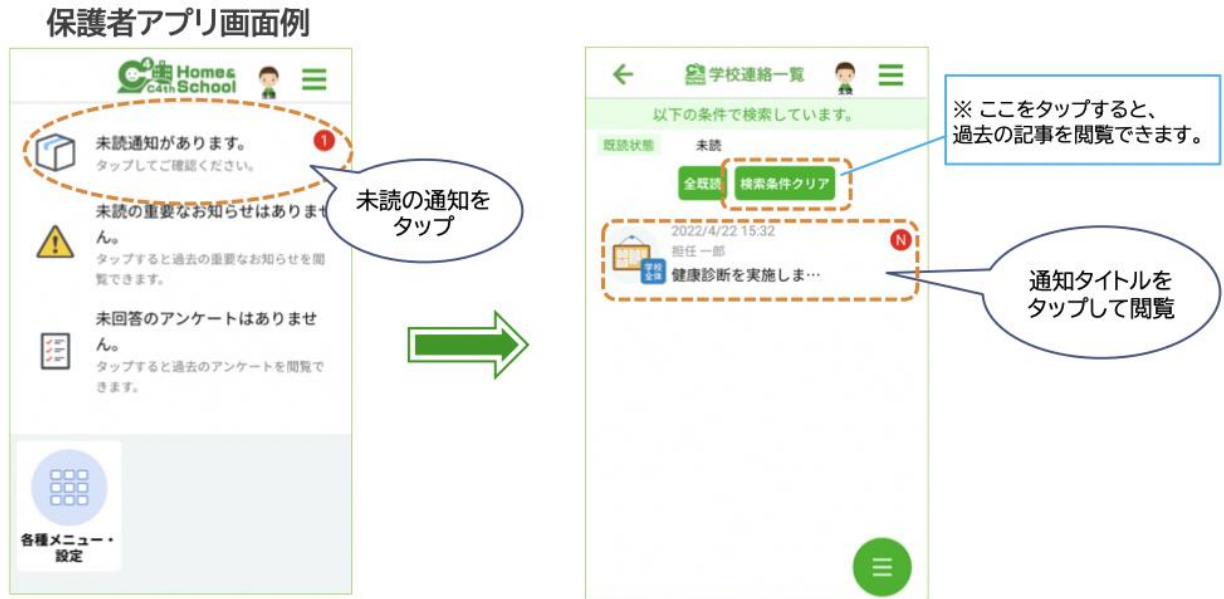 保護者アプリ画面例
C4th Home& School
生徒
未読通知があります。
1
タップしてご確認ください。
未読の通知を
タップ
未読の重要なお知らせはありませ
ん。
タップすると過去の重要なお知らせを閲
覧できます。
未回答のアンケートはありませ
ん。
タップすると過去のアンケートを閲覧で
きます。
各種メニュー・
設定
学校連絡一覧
以下の条件で検索しています。
既読状態 未読
全既読 検索条件クリア
※ ここをタップすると、
過去の記事を閲覧できます。
2022/4/22 15:32
担任 一郎
N
学校
全体
健康診断を実施しま…
通知タイトルを
タップして閲覧